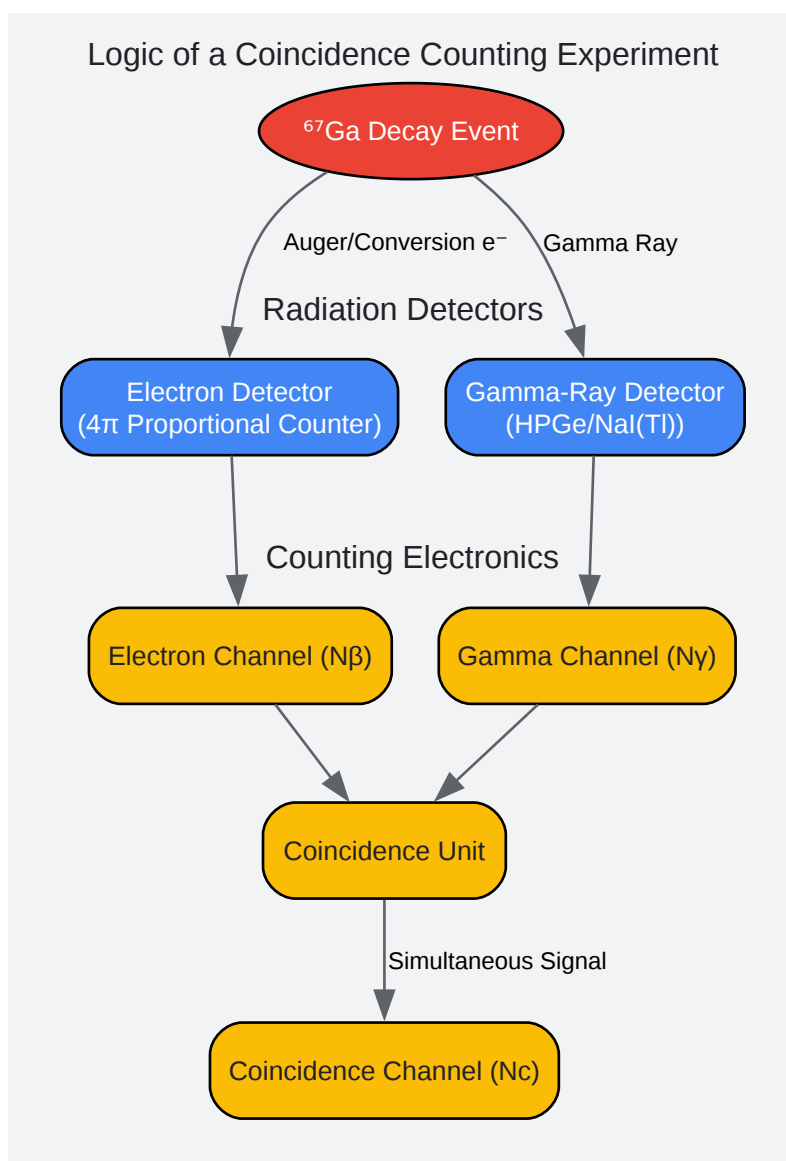 Logic of a Coincidence Counting Experiment
⁶⁷Ga Decay Event
Auger/Conversion e⁻
Gamma Ray
Radiation Detectors
Electron Detector
(4π Proportional Counter)
Gamma-Ray Detector
(HPGe/NaI(Tl))
Counting Electronics
Electron Channel (Nβ)
Gamma Channel (Nγ)
Coincidence Unit
Simultaneous Signal
Coincidence Channel (Nc)